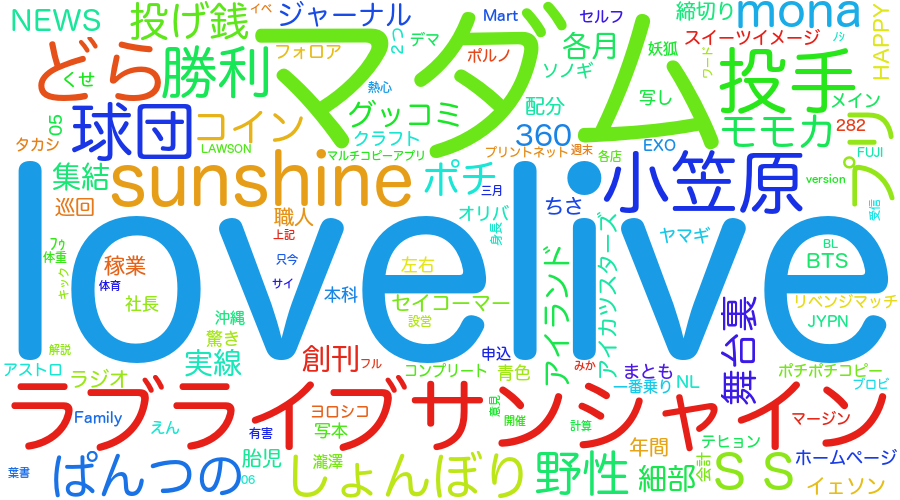 NEWS
投げ銭
イベ
ジャーナル
Mart
セルフ
締切り
mona
HAPPY
どら
くせ
勝利
フォロア
マダム
2つ
デマ
ポルノ
各月
ソノギ
妖狐
スイーツイメージ
ワード
ﾉｼ
投手
写し
メイン
熱心
05
タカシ
球団
コイン
LAWSON
グッコミ
クラフト
マルチコピーアプリ
配分
360
プリントネット
週末
各店
EXO
モモカ
282
FUJI
プリ
集結
巡回
sunshine
ポチ
三月
小笠原
version
受信
職人
上記
オリバ
身長
ちさ
ヤマギ
lovelive
ﾌｩ
体重
キック
稼業
体育
社長
只今
サイ
本科
左右
セイコーマー
設営
アイランド
アイカツスターズ
BL
BTS
リベンジマッチ
JYPN
舞台裏
沖縄
驚き
解説
アストロ
ラジオ
実線
創刊
フル
コンプリート
申込
青色
みか
まとも
一番乗り
NL
ポチポチコピー
プロビ
ラブライブサンシャイン
Family
えん
有害
ヨロシコ
写本
意見
開催
計算
年間
テヒョン
マージン
ホームページ
葉書
ぱんつの
胎児
06
瀧澤
しょんぼり
野性
細部
会計
ＳＳ
イェソン